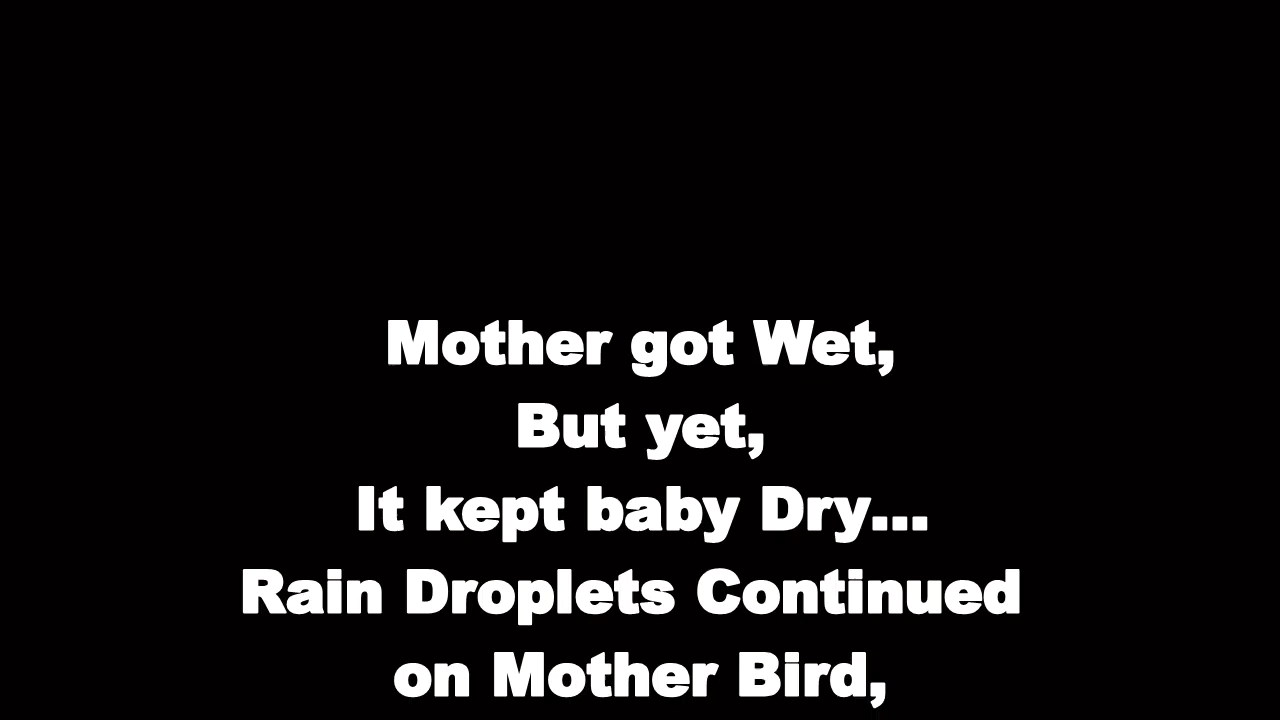 Mother got Wet,
But yet,
It kept baby Dry...
Rain Droplets Continued
on Mother Bird,